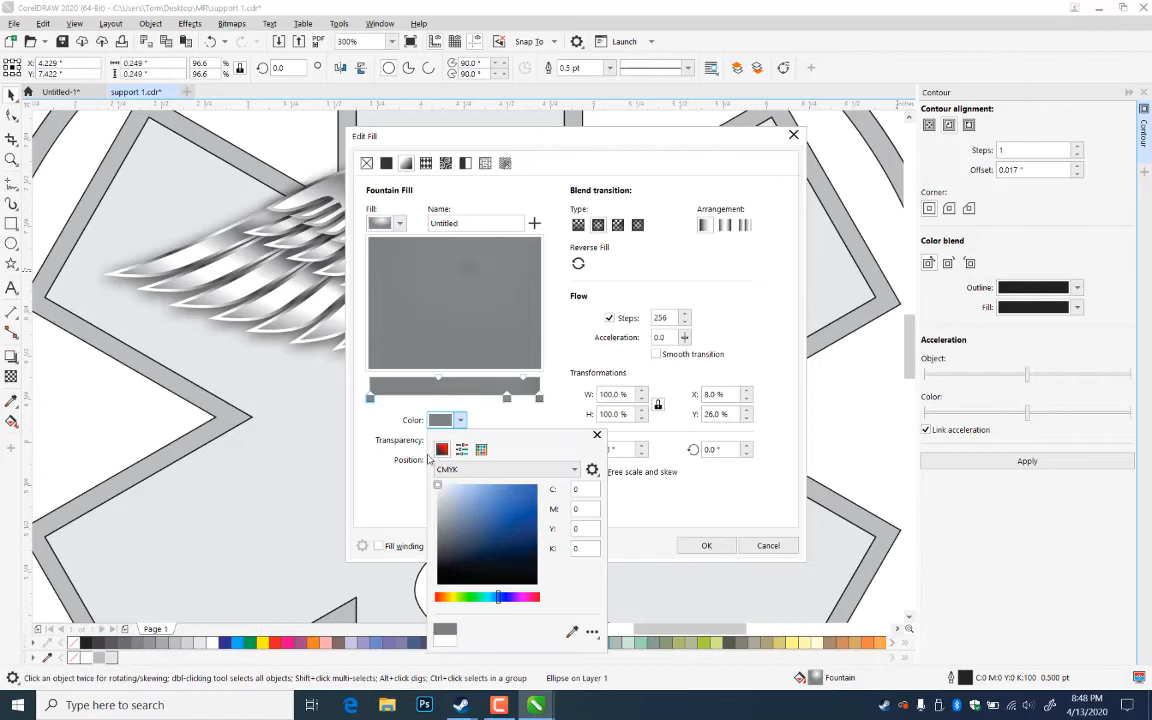 CorelDRAW 2020 (64-Bit) - C:\Users\Tom\Desktop\MR\support 1.cdr*
File Edit View Layout Object Effects Bitmaps Text Table Tools Window Help
PDF 300% Snap To Launch
X: 4.229 " 0.249 " 96.6 % 0.0 ° 90.0 ° 0.5 pt
Y: 7.422 " 0.249 " 96.6 % 90.0 °
Untitled-1* support 1.cdr*
Contour
Contour alignment:
Steps: 1
Offset: 0.017 "
Corner:
Color blend
Outline:
Fill:
Acceleration
Object:
Color:
Link acceleration
Apply
Contour
Edit Fill
Fountain Fill
Fill: Name:
Untitled
Color:
Transparency:
Position:
Fill winding
Blend transition:
Type: Arrangement:
Reverse Fill
Flow
Steps: 256
Acceleration: 0.0
Smooth transition
Transformations
W: 100.0 % X: 8.0 %
H: 100.0 % Y: 26.0 %
0.0 °
Free scale and skew
OK Cancel
CMYK
C: 0
M: 0
Y: 0
K: 0
Page 1
Click an object twice for rotating/skewing; dbl-clicking tool selects all objects; Shift+click multi-selects; Alt+click digs; Ctrl+click selects in a group Ellipse on Layer 1 Fountain C:0 M:0 Y:0 K:100 0.500 pt
Type here to search
Ps
8:48 PM
4/13/2020